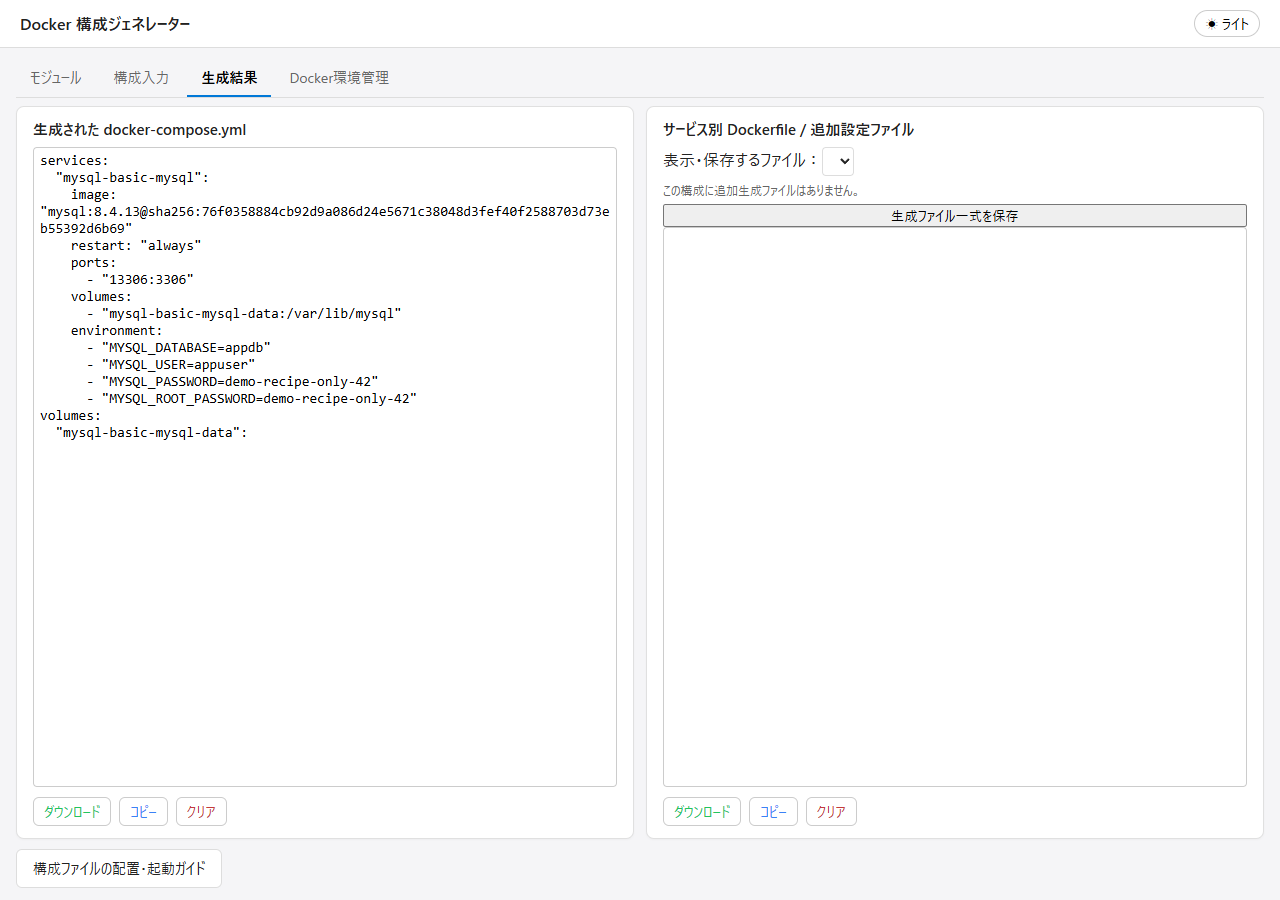 Docker 構成ジェネレーター
☀ ライト
モジュール 構成入力 生成結果 Docker環境管理
生成された docker-compose.yml
services:
  "mysql-basic-mysql":
    image:
"mysql:8.4.13@sha256:76f0358884cb92d9a086d24e5671c38048d3fef40f2588703d73e
b55392d6b69"
    restart: "always"
    ports:
      - "13306:3306"
    volumes:
      - "mysql-basic-mysql-data:/var/lib/mysql"
    environment:
      - "MYSQL_DATABASE=appdb"
      - "MYSQL_USER=appuser"
      - "MYSQL_PASSWORD=demo-recipe-only-42"
      - "MYSQL_ROOT_PASSWORD=demo-recipe-only-42"
volumes:
  "mysql-basic-mysql-data":
ダウンロード コピー クリア
サービス別 Dockerfile / 追加設定ファイル
表示・保存するファイル：
この構成に追加生成ファイルはありません。
生成ファイル一式を保存
ダウンロード コピー クリア
構成ファイルの配置・起動ガイド